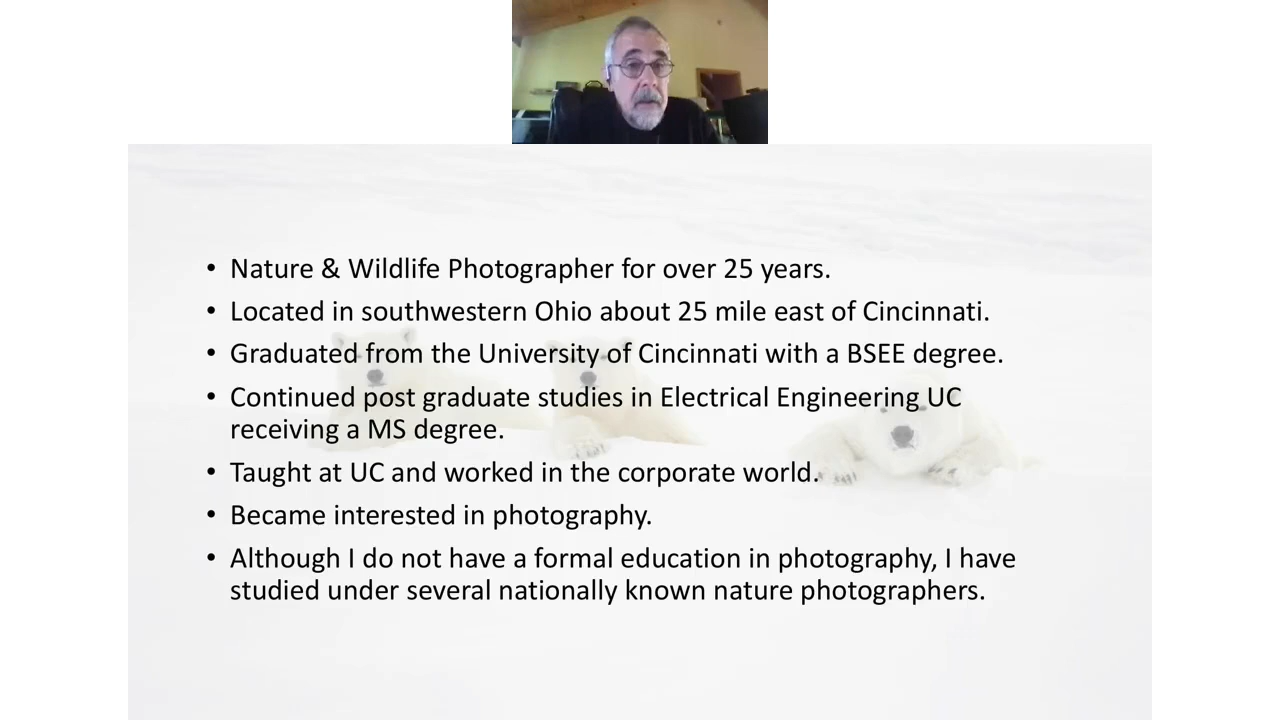 • Nature & Wildlife Photographer for over 25 years.
• Located in southwestern Ohio about 25 mile east of Cincinnati.
• Graduated from the University of Cincinnati with a BSEE degree.
• Continued post graduate studies in Electrical Engineering UC
receiving a MS degree.
• Taught at UC and worked in the corporate world.
• Became interested in photography.
• Although I do not have a formal education in photography, I have
studied under several nationally known nature photographers.